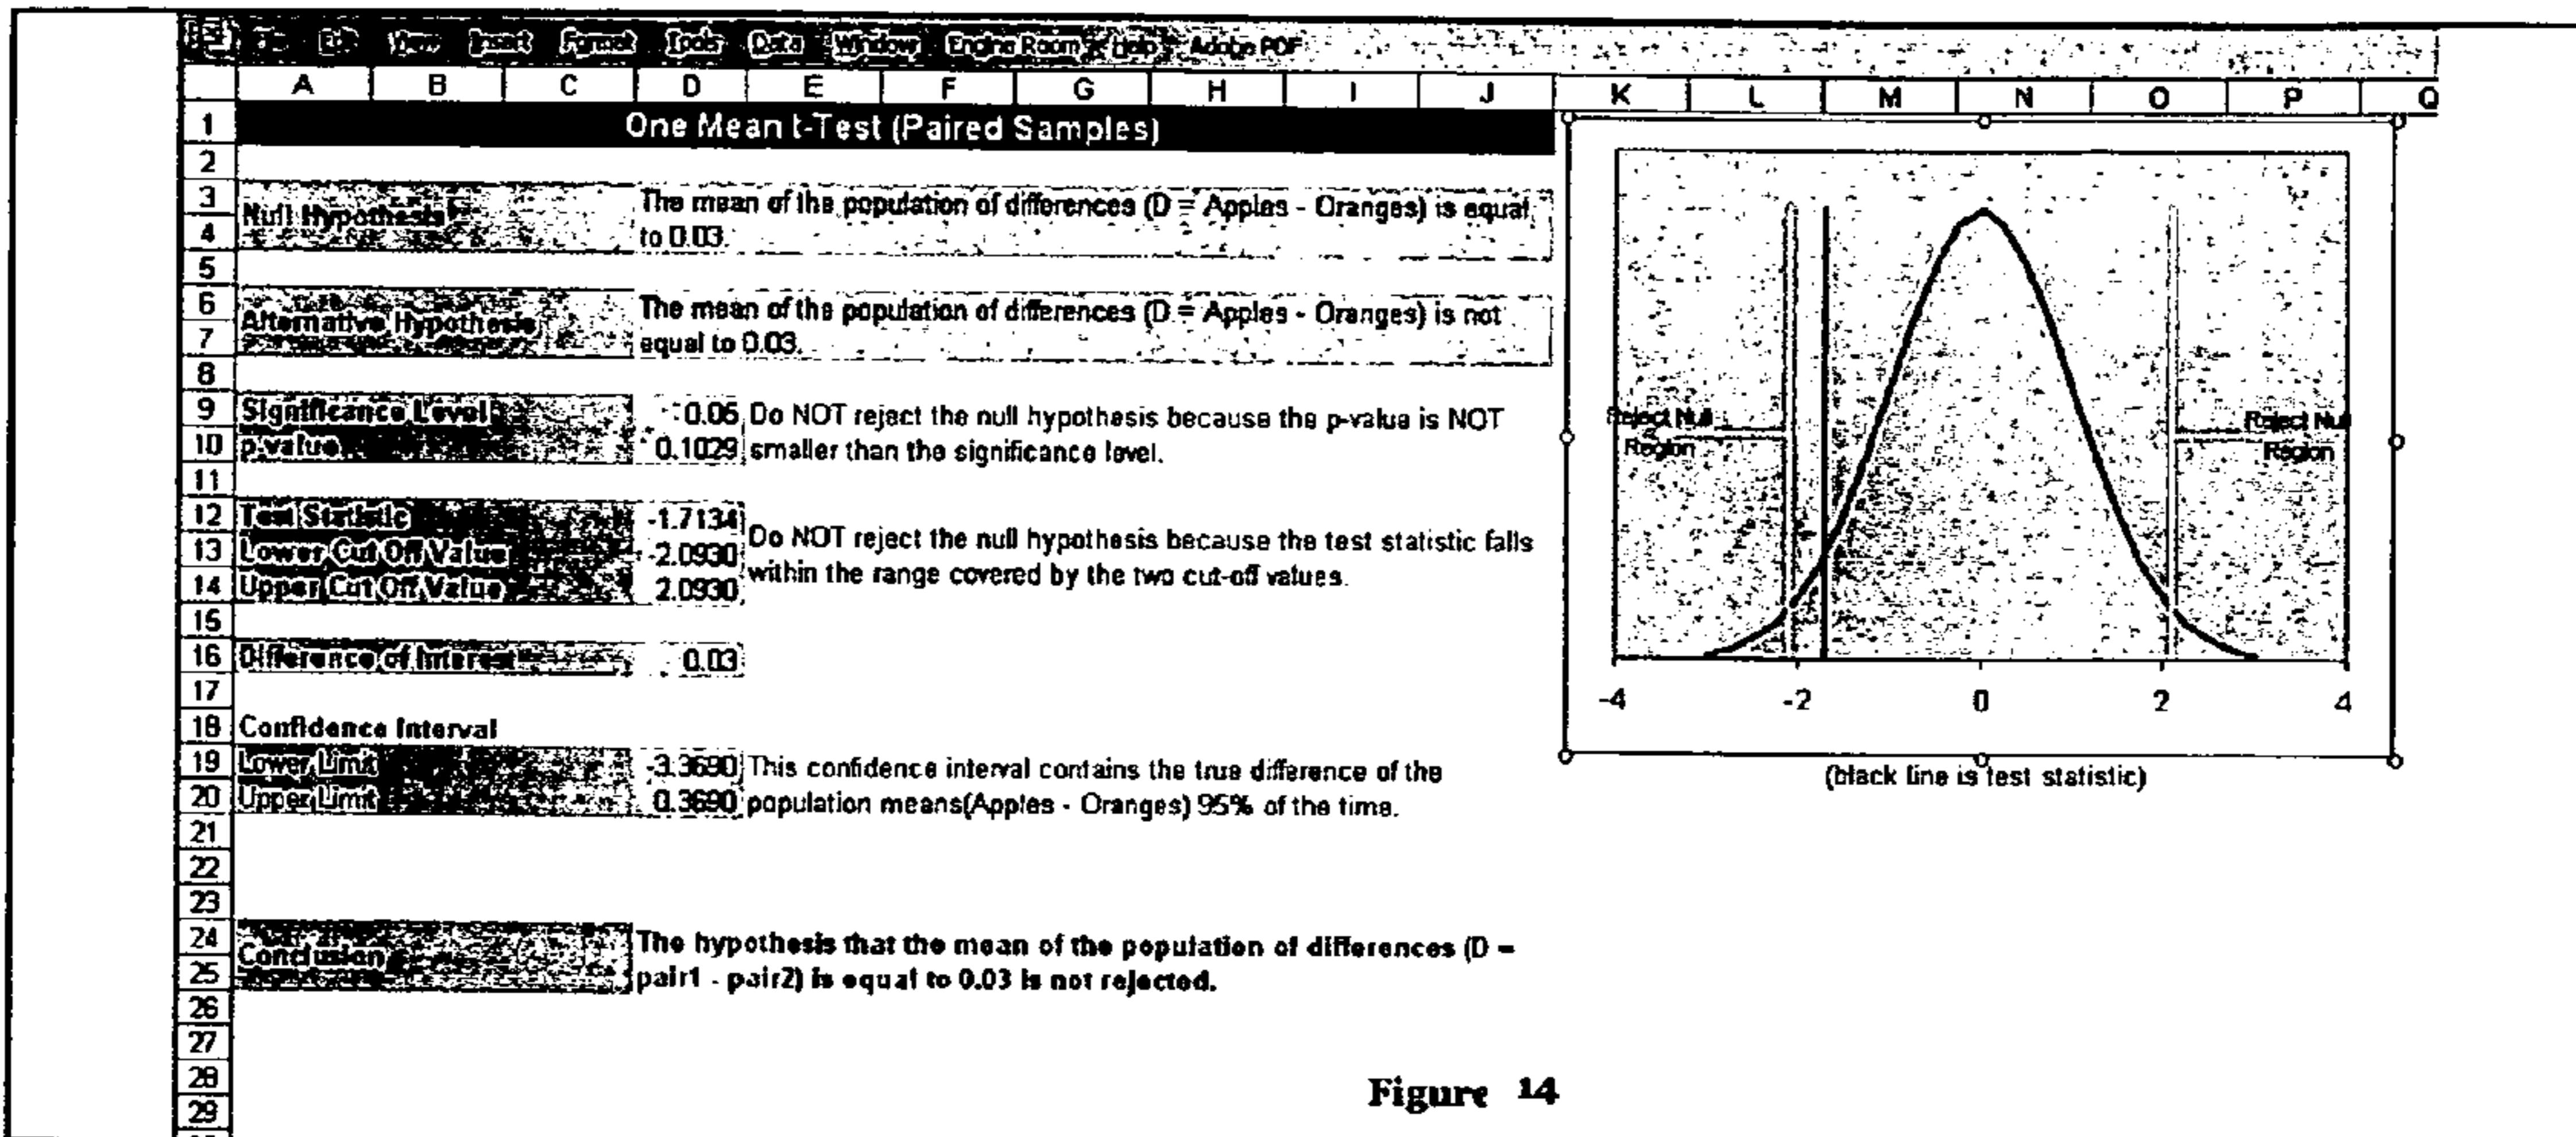 File Edit View Insert Format Tools Data Window Engine Room Help Adobe PDF
A B C D E F G H I J K L M N O P Q
1 One Mean t-Test (Paired Samples)
2
3 Null Hypothesis The mean of the population of differences (D = Apples - Oranges) is equal
4 to 0.03.
5
6 Alternative Hypothesis The mean of the population of differences (D = Apples - Oranges) is not
7 equal to 0.03.
8
9 Significance Level 0.05 Do NOT reject the null hypothesis because the p-value is NOT
10 p-value 0.1029 smaller than the significance level.
11
12 Test Statistic -1.7134
13 Lower Cut Off Value -2.0930 Do NOT reject the null hypothesis because the test statistic falls
14 Upper Cut Off Value 2.0930 within the range covered by the two cut-off values.
15
16 Difference of Interest 0.03
17
18 Confidence Interval
19 Lower Limit -3.3690 This confidence interval contains the true difference of the
20 Upper Limit 0.3690 population means(Apples - Oranges) 95% of the time.
21
22
23
24 Conclusion The hypothesis that the mean of the population of differences (D =
25 pair1 - pair2) is equal to 0.03 is not rejected.
26
27
28
29
Reject Null
Region
Reject Null
Region
-4 -2 0 2 4
(black line is test statistic)
Figure 14